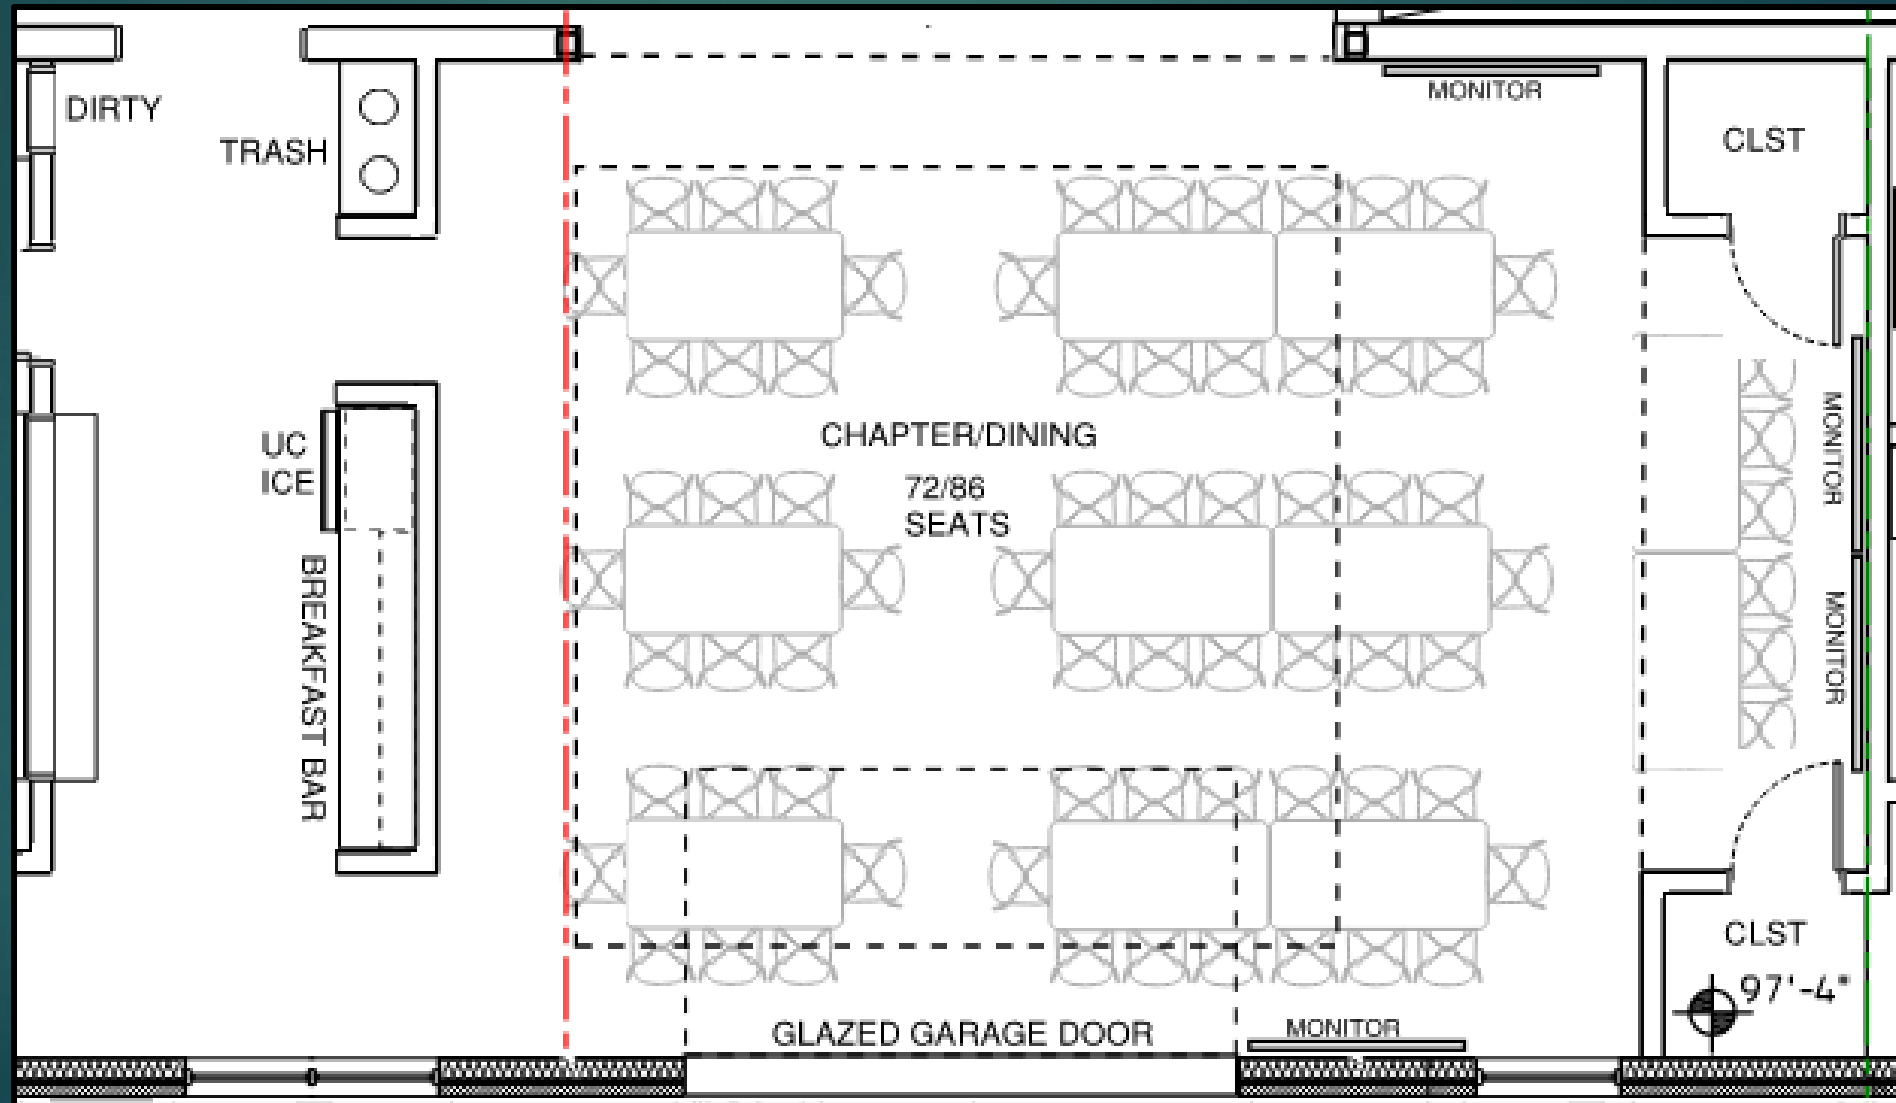 DIRTY
TRASH
MONITOR
CLST
UC
ICE
CHAPTER/DINING
72/86
SEATS
MONITOR
BREAKFAST BAR
MONITOR
CLST
97'-4"
GLAZED GARAGE DOOR
MONITOR